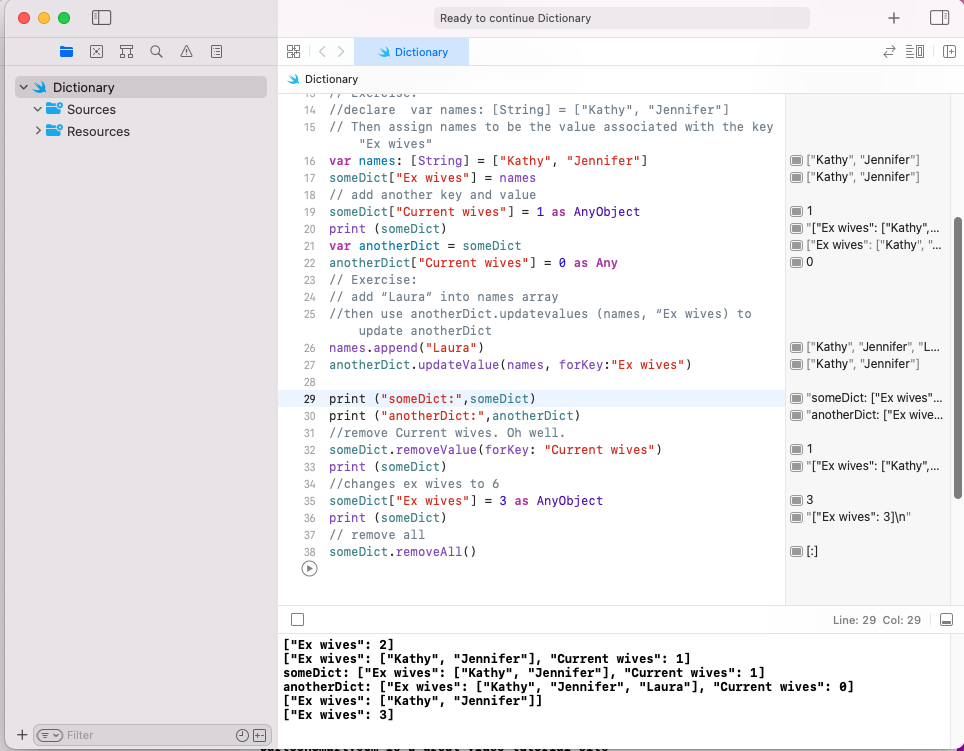 Ready to continue Dictionary
Dictionary
Dictionary
Dictionary
Sources
Resources
13 // Exercise:
14 //declare  var names: [String] = ["Kathy", "Jennifer"]
15 // Then assign names to be the value associated with the key
"Ex wives"
16 var names: [String] = ["Kathy", "Jennifer"] ["Kathy", "Jennifer"]
17 someDict["Ex wives"] = names ["Kathy", "Jennifer"]
18 // add another key and value
19 someDict["Current wives"] = 1 as AnyObject 1
20 print (someDict) "["Ex wives": ["Kathy",...
21 var anotherDict = someDict ["Ex wives": ["Kathy", "...
22 anotherDict["Current wives"] = 0 as Any 0
23 // Exercise:
24 // add “Laura” into names array
25 //then use anotherDict.updatevalues (names, “Ex wives) to
update anotherDict
26 names.append("Laura") ["Kathy", "Jennifer", "L...
27 anotherDict.updateValue(names, forKey:"Ex wives") ["Kathy", "Jennifer"]
28
29 print ("someDict:",someDict) "someDict: ["Ex wives"...
30 print ("anotherDict:",anotherDict) "anotherDict: ["Ex wive...
31 //remove Current wives. Oh well.
32 someDict.removeValue(forKey: "Current wives") 1
33 print (someDict) "["Ex wives": ["Kathy",...
34 //changes ex wives to 6
35 someDict["Ex wives"] = 3 as AnyObject 3
36 print (someDict) "["Ex wives": 3]\n"
37 // remove all
38 someDict.removeAll() [:]
Line: 29 Col: 29
["Ex wives": 2]
["Ex wives": ["Kathy", "Jennifer"], "Current wives": 1]
someDict: ["Ex wives": ["Kathy", "Jennifer"], "Current wives": 1]
anotherDict: ["Ex wives": ["Kathy", "Jennifer", "Laura"], "Current wives": 0]
["Ex wives": ["Kathy", "Jennifer"]]
["Ex wives": 3]
Filter